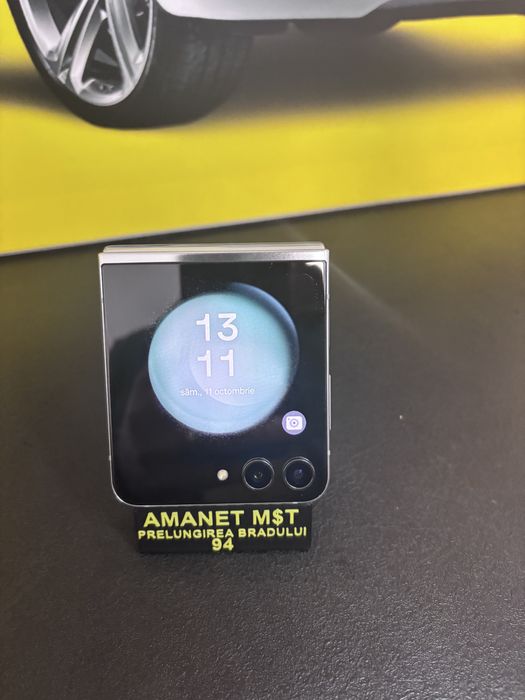 13
11
sâm., 11 octombrie
AMANET M$T
PRELUNGIREA BRADULUI
94